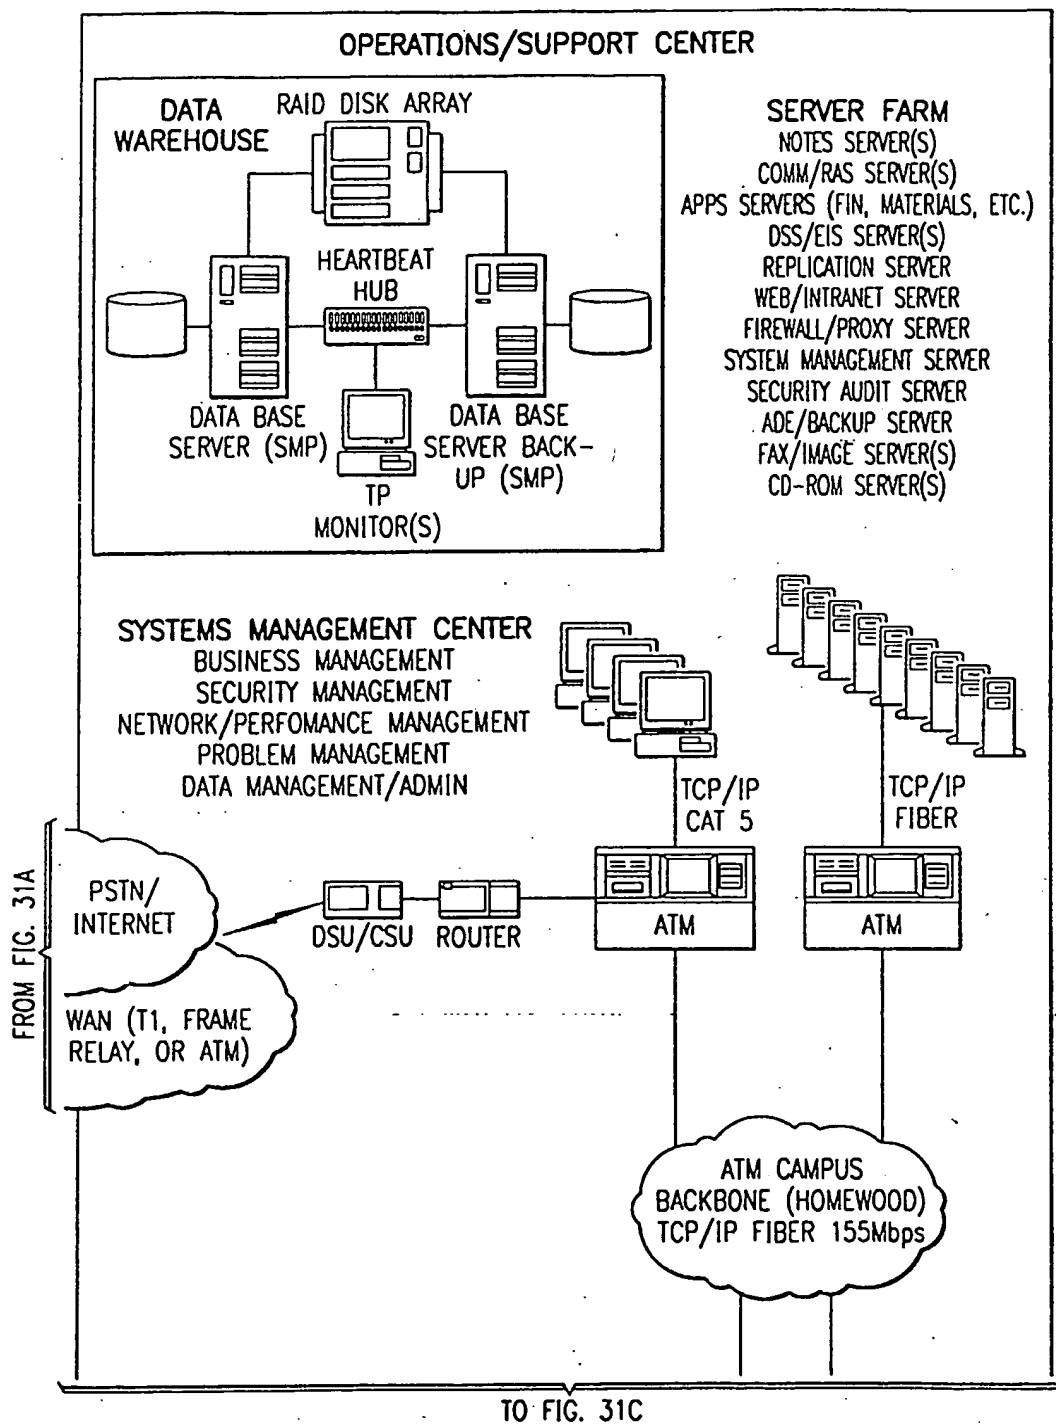 OPERATIONS/SUPPORT CENTER
DATA
WAREHOUSE
RAID DISK ARRAY
HEARTBEAT
HUB
DATA BASE
SERVER (SMP)
DATA BASE
SERVER BACK-
UP (SMP)
TP
MONITOR(S)
SERVER FARM
NOTES SERVER(S)
COMM/RAS SERVER(S)
APPS SERVERS (FIN, MATERIALS, ETC.)
DSS/EIS SERVER(S)
REPLICATION SERVER
WEB/INTRANET SERVER
FIREWALL/PROXY SERVER
SYSTEM MANAGEMENT SERVER
SECURITY AUDIT SERVER
ADE/BACKUP SERVER
FAX/IMAGE SERVER(S)
CD-ROM SERVER(S)
SYSTEMS MANAGEMENT CENTER
BUSINESS MANAGEMENT
SECURITY MANAGEMENT
NETWORK/PERFOMANCE MANAGEMENT
PROBLEM MANAGEMENT
DATA MANAGEMENT/ADMIN
TCP/IP
CAT 5
TCP/IP
FIBER
FROM FIG. 31A
PSTN/
INTERNET
DSU/CSU
ROUTER
ATM
ATM
WAN (T1, FRAME
RELAY, OR ATM)
ATM CAMPUS
BACKBONE (HOMEWOOD)
TCP/IP FIBER 155Mbps
TO FIG. 31C